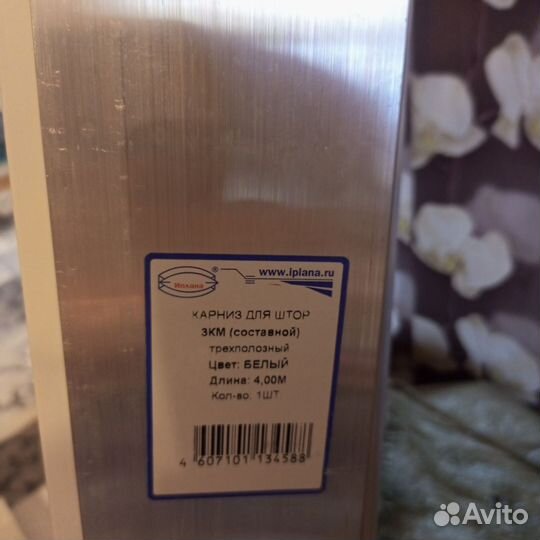 Иплана ®
www.iplana.ru
КАРНИЗ ДЛЯ ШТОР
3КМ (составной)
трехполозный
Цвет: БЕЛЫЙ
Длина: 4,00М
Кол-во: 1ШТ.
4 607101 134588
Avito